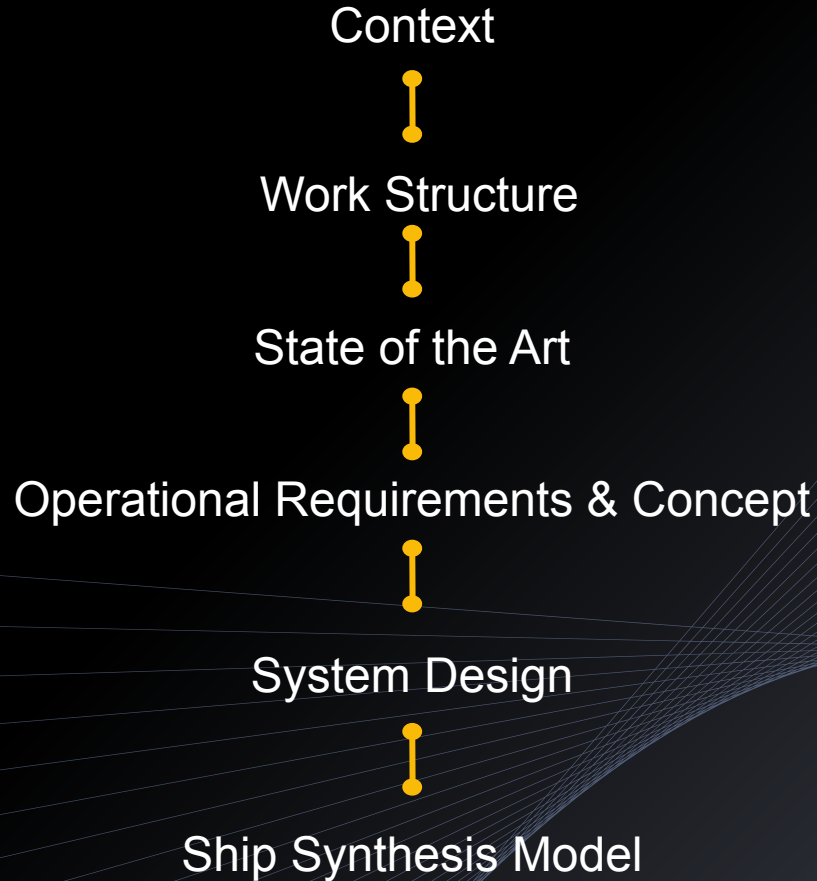 Context
Work Structure
State of the Art
Operational Requirements & Concept
System Design
Ship Synthesis Model